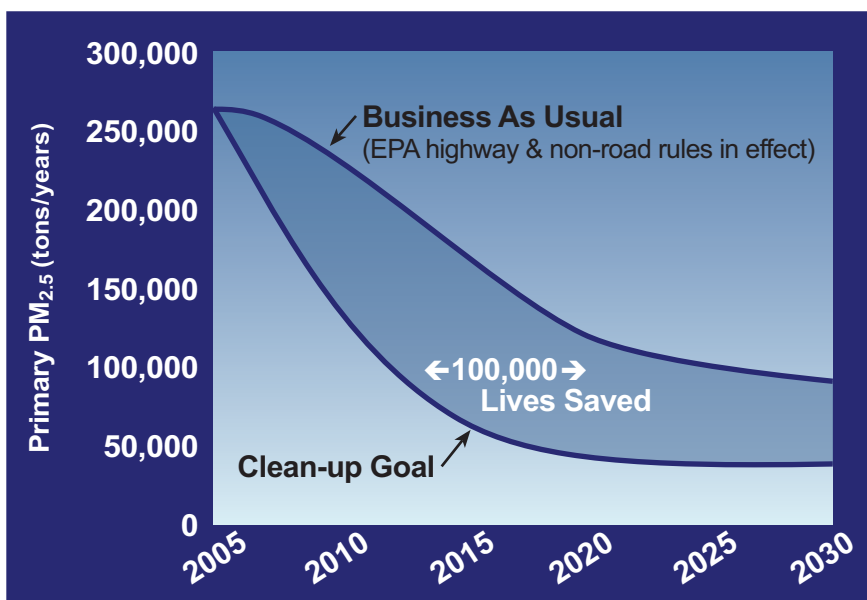 300,000
250,000
200,000
150,000
100,000
50,000
0
Primary PM2.5 (tons/years)
Business As Usual
(EPA highway & non-road rules in effect)
←100,000→
Lives Saved
Clean-up Goal
2005
2010
2015
2020
2025
2030